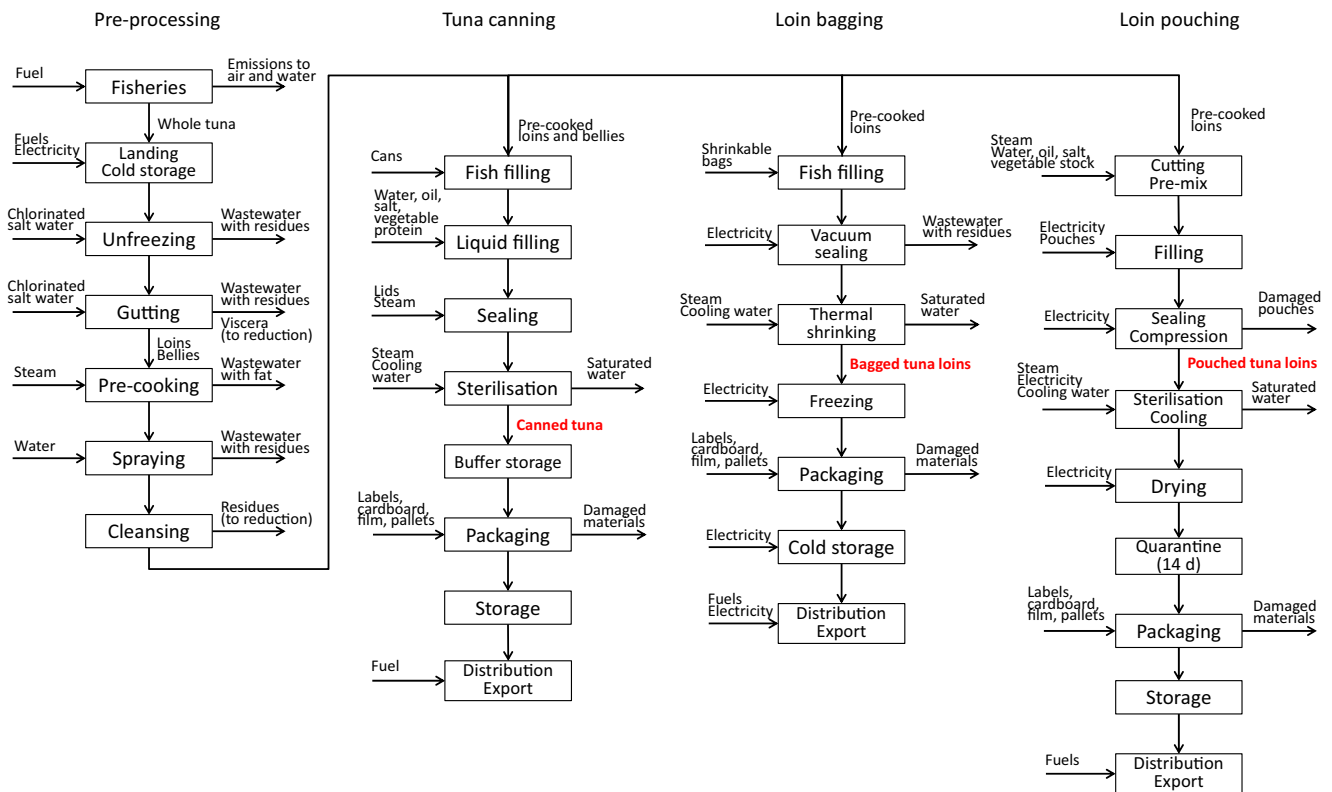 Pre-processing
Fuel
Fisheries
Emissions to
air and water
Whole tuna
Fuels
Electricity
Landing
Cold storage
Chlorinated
salt water
Unfreezing
Wastewater
with residues
Chlorinated
salt water
Gutting
Wastewater
with residues
Viscera
(to reduction)
Loins
Bellies
Steam
Pre-cooking
Wastewater
with fat
Water
Spraying
Wastewater
with residues
Cleansing
Residues
(to reduction)
Tuna canning
Pre-cooked
loins and bellies
Cans
Fish filling
Water, oil,
salt,
vegetable
protein
Liquid filling
Lids
Steam
Sealing
Steam
Cooling
water
Sterilisation
Saturated
water
Canned tuna
Buffer storage
Labels,
cardboard,
film, pallets
Packaging
Damaged
materials
Storage
Fuel
Distribution
Export
Loin bagging
Pre-cooked
loins
Shrinkable
bags
Fish filling
Electricity
Vacuum
sealing
Wastewater
with residues
Steam
Cooling water
Thermal
shrinking
Saturated
water
Bagged tuna loins
Electricity
Freezing
Labels,
cardboard,
film, pallets
Packaging
Damaged
materials
Electricity
Cold storage
Fuels
Electricity
Distribution
Export
Loin pouching
Pre-cooked
loins
Steam
Water, oil, salt,
vegetable stock
Cutting
Pre-mix
Electricity
Pouches
Filling
Electricity
Sealing
Compression
Damaged
pouches
Pouched tuna loins
Steam
Electricity
Cooling water
Sterilisation
Cooling
Saturated
water
Electricity
Drying
Quarantine
(14 d)
Labels,
cardboard,
film, pallets
Packaging
Damaged
materials
Storage
Fuels
Distribution
Export